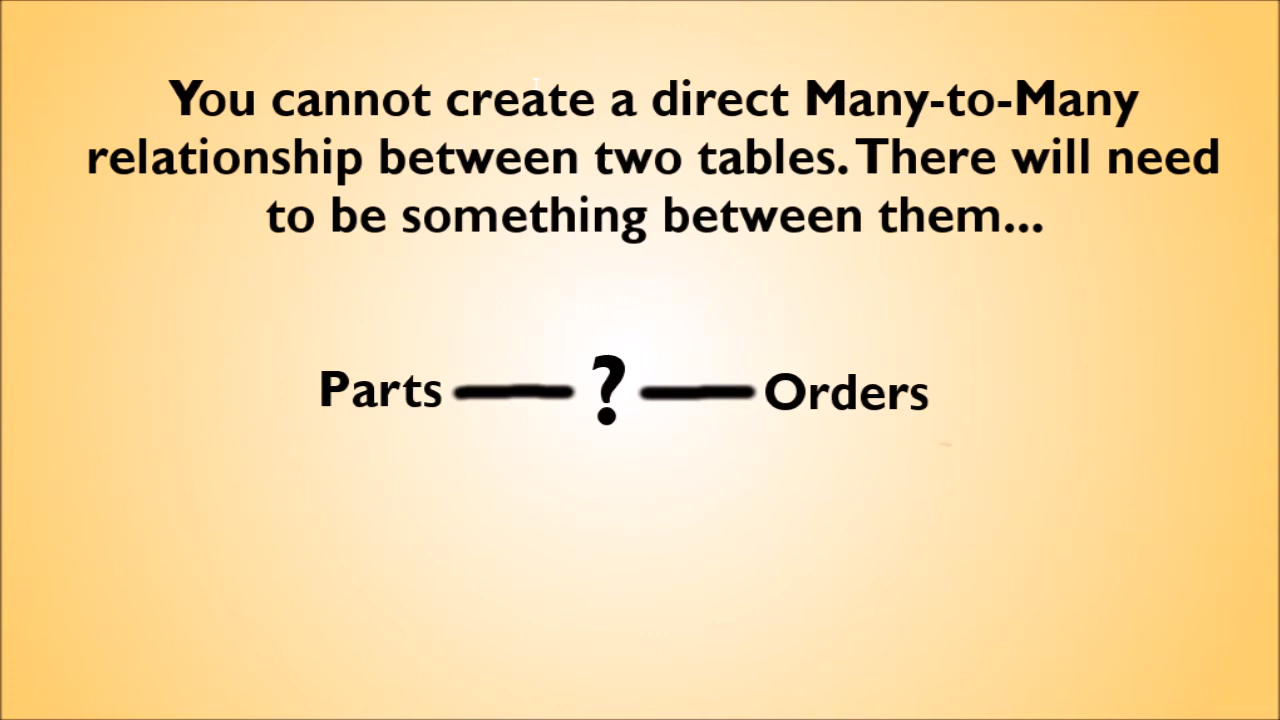 You cannot create a direct Many-to-Many
relationship between two tables. There will need
to be something between them...
Parts ? Orders